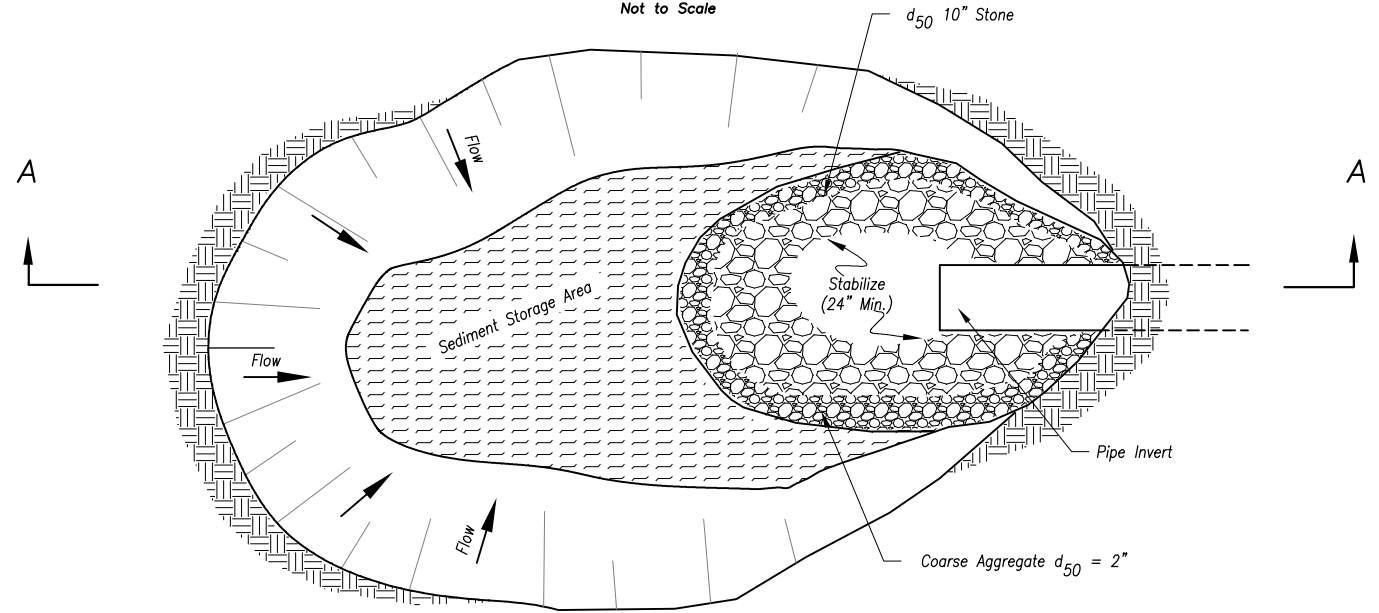 Not to Scale
d50 10” Stone
A
A
Flow
Sediment Storage Area
Stabilize
(24” Min.)
Flow
Pipe Invert
Flow
Coarse Aggregate d50 = 2”